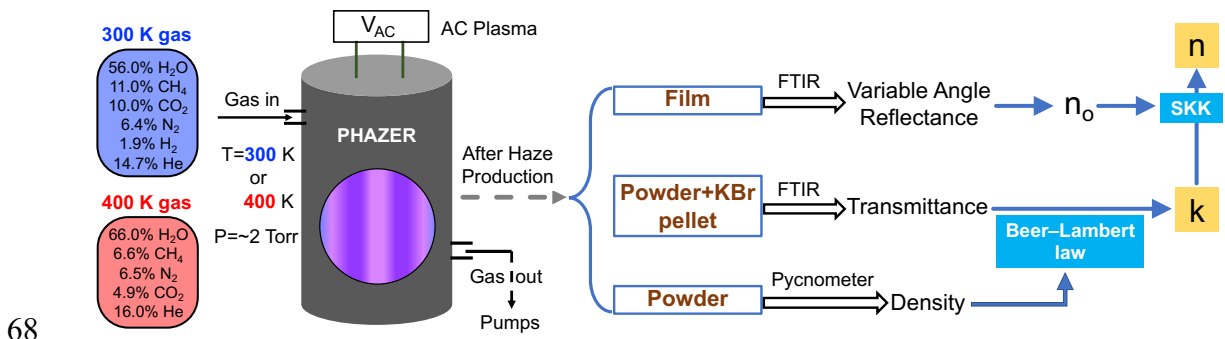 300 K gas
56.0% H₂O
11.0% CH₄
10.0% CO₂
6.4% N₂
1.9% H₂
14.7% He
400 K gas
66.0% H₂O
6.6% CH₄
6.5% N₂
4.9% CO₂
16.0% He
V_AC
AC Plasma
Gas in
PHAZER
T=300 K
or
400 K
P=~2 Torr
Gas out
Pumps
After Haze
Production
Film
FTIR
Variable Angle
Reflectance
n₀
SKK
n
Powder+KBr
pellet
FTIR
Transmittance
k
Beer–Lambert
law
Powder
Pycnometer
Density
68